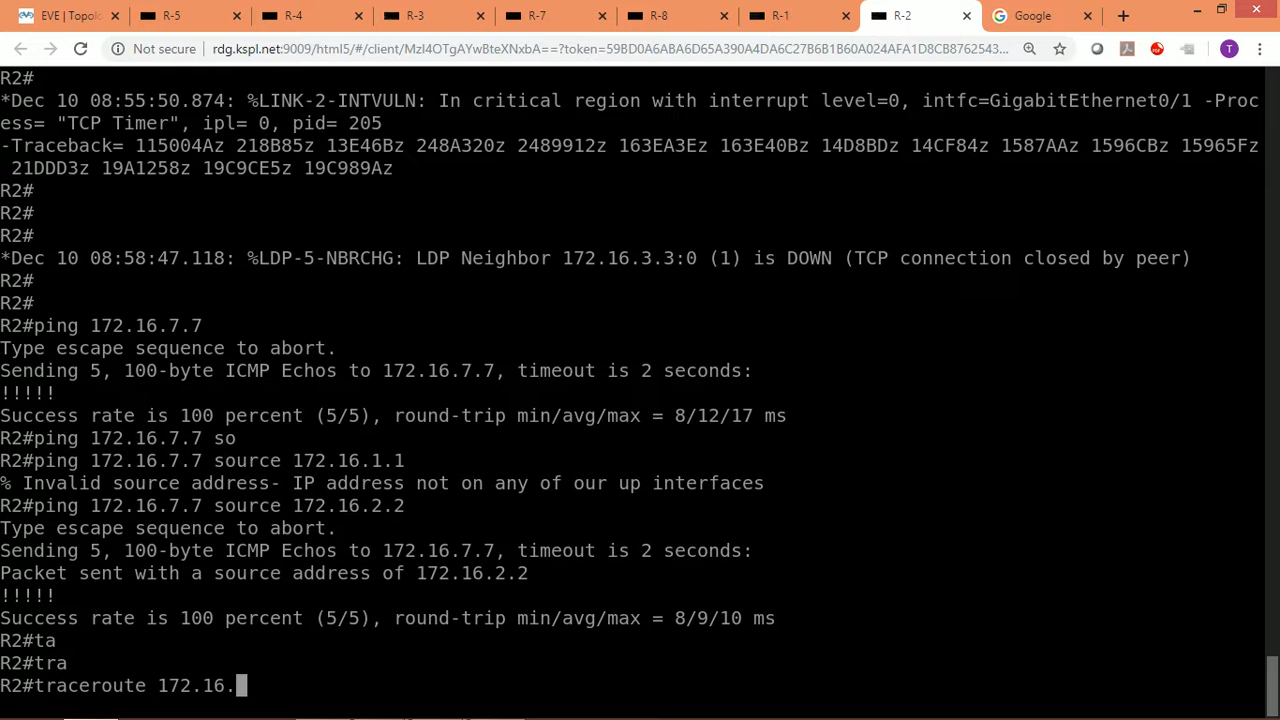 EVE | Topolo
R-5
R-4
R-3
R-7
R-8
R-1
R-2
Google
Not secure
rdg.kspl.net:9009/html5/#/client/MzI4OTgAYwBteXNxbA==?token=59BD0A6ABA6D65A390A4DA6C27B6B1B60A024AFA1D8CB8762543...
T
R2#
*Dec 10 08:55:50.874: %LINK-2-INTVULN: In critical region with interrupt level=0, intfc=GigabitEthernet0/1 -Proc
ess= "TCP Timer", ipl= 0, pid= 205
-Traceback= 115004Az 218B85z 13E46Bz 248A320z 2489912z 163EA3Ez 163E40Bz 14D8BDz 14CF84z 1587AAz 1596CBz 15965Fz
21DDD3z 19A1258z 19C9CE5z 19C989Az
R2#
R2#
R2#
*Dec 10 08:58:47.118: %LDP-5-NBRCHG: LDP Neighbor 172.16.3.3:0 (1) is DOWN (TCP connection closed by peer)
R2#
R2#
R2#ping 172.16.7.7
Type escape sequence to abort.
Sending 5, 100-byte ICMP Echos to 172.16.7.7, timeout is 2 seconds:
!!!!!
Success rate is 100 percent (5/5), round-trip min/avg/max = 8/12/17 ms
R2#ping 172.16.7.7 so
R2#ping 172.16.7.7 source 172.16.1.1
% Invalid source address- IP address not on any of our up interfaces
R2#ping 172.16.7.7 source 172.16.2.2
Type escape sequence to abort.
Sending 5, 100-byte ICMP Echos to 172.16.7.7, timeout is 2 seconds:
Packet sent with a source address of 172.16.2.2
!!!!!
Success rate is 100 percent (5/5), round-trip min/avg/max = 8/9/10 ms
R2#ta
R2#tra
R2#traceroute 172.16.